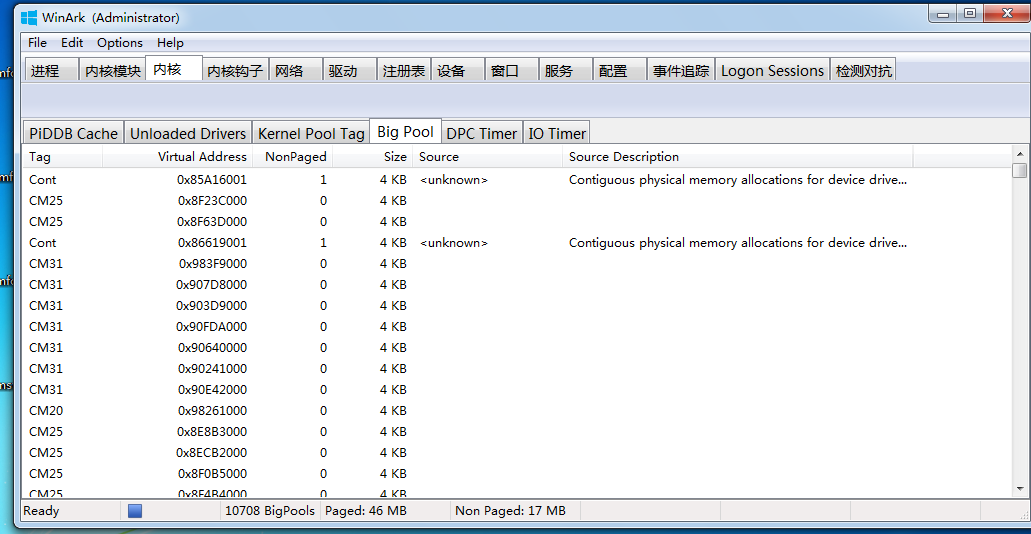 WinArk (Administrator)
File Edit Options Help
进程 内核模块 内核 内核钩子 网络 驱动 注册表 设备 窗口 服务 配置 事件追踪 Logon Sessions 检测对抗
PiDDB Cache Unloaded Drivers Kernel Pool Tag Big Pool DPC Timer IO Timer
Tag Virtual Address NonPaged Size Source Source Description
Cont 0x85A16001 1 4 KB <unknown> Contiguous physical memory allocations for device drive...
CM25 0x8F23C000 0 4 KB
CM25 0x8F63D000 0 4 KB
Cont 0x86619001 1 4 KB <unknown> Contiguous physical memory allocations for device drive...
CM31 0x983F9000 0 4 KB
CM31 0x907D8000 0 4 KB
CM31 0x903D9000 0 4 KB
CM31 0x90FDA000 0 4 KB
CM31 0x90640000 0 4 KB
CM31 0x90241000 0 4 KB
CM31 0x90E42000 0 4 KB
CM20 0x98261000 0 4 KB
CM25 0x8E8B3000 0 4 KB
CM25 0x8ECB2000 0 4 KB
CM25 0x8F0B5000 0 4 KB
CM25 0x8F4B4000 0 4 KB
Ready 10708 BigPools Paged: 46 MB Non Paged: 17 MB